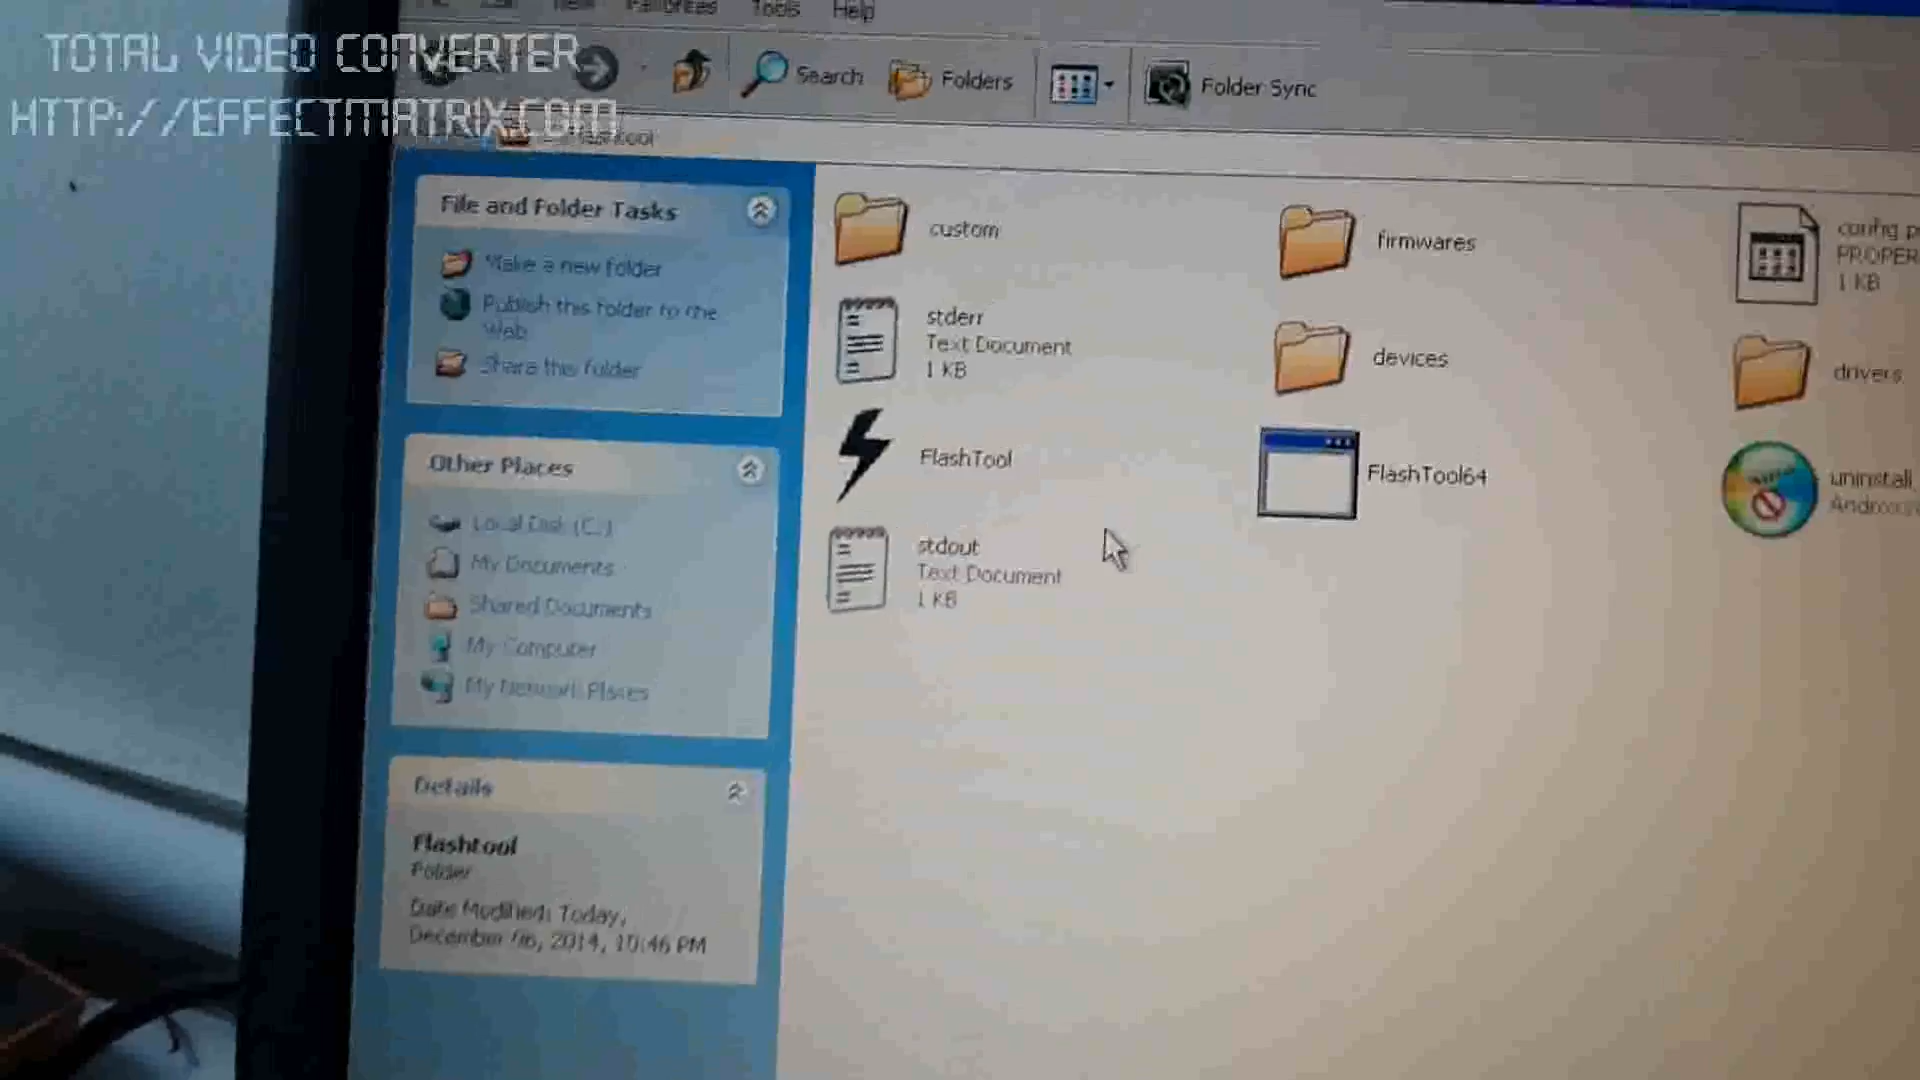 TOTAL VIDEO CONVERTER
HTTP://EFFECTMATRIX.COM
Favorites Tools Help
Search Folders Folder Sync
File and Folder Tasks
Make a new folder
Publish this folder to the
Web
Share this folder
Other Places
Local Disk (C:)
My Documents
Shared Documents
My Computer
My Network Places
Details
Flashtool
Folder
Date Modified: Today,
December 06, 2014, 10:46 PM
custom
firmwares
config.p
PROPER
1 KB
stderr
Text Document
1 KB
devices
drivers
FlashTool
FlashTool64
uninstall
stdout
Text Document
1 KB